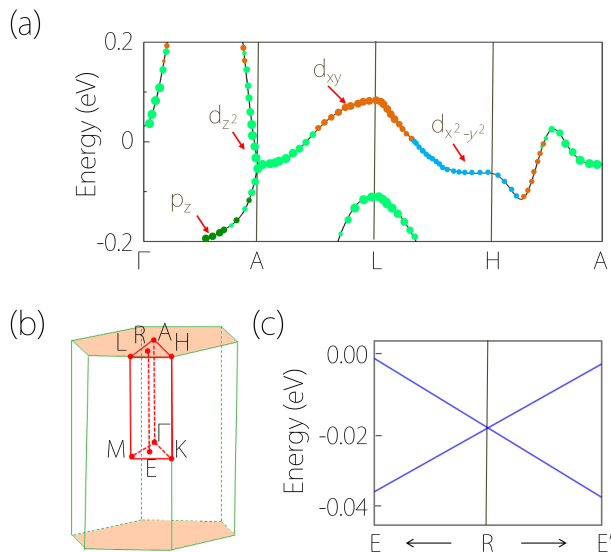 (a)
Energy (eV)
0.2
0
-0.2
d_xy
d_z²
d_x²-y²
p_z
Γ A L H A
(b)
L R A H
Γ
M E K
(c)
Energy (eV)
0.00
-0.02
-0.04
E ← R → E'